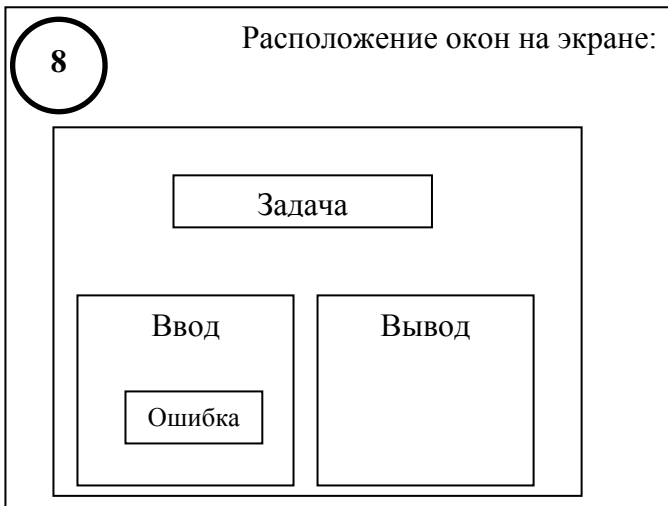 8
Расположение окон на экране:
Задача
Ввод
Вывод
Ошибка